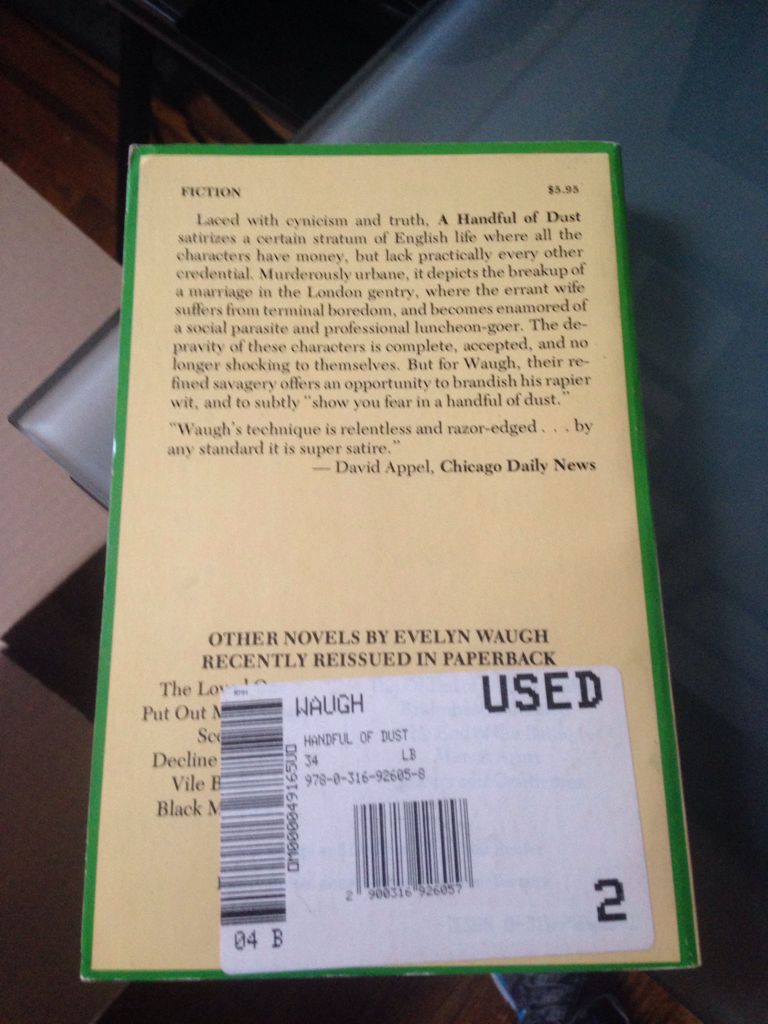 FICTION $5.95
Laced with cynicism and truth, A Handful of Dust
satirizes a certain stratum of English life where all the
characters have money, but lack practically every other
credential. Murderously urbane, it depicts the breakup of
a marriage in the London gentry, where the errant wife
suffers from terminal boredom, and becomes enamored of
a social parasite and professional luncheon-goer. The de-
pravity of these characters is complete, accepted, and no
longer shocking to themselves. But for Waugh, their re-
fined savagery offers an opportunity to brandish his rapier
wit, and to subtly "show you fear in a handful of dust."
"Waugh's technique is relentless and razor-edged . . . by
any standard it is super satire."
— David Appel, Chicago Daily News
OTHER NOVELS BY EVELYN WAUGH
RECENTLY REISSUED IN PAPERBACK
The
Put Out
Decline
Vile
Black
WAUGH USED
HANDFUL OF DUST
34 LB
978-0-316-92605-8
OM0000049165UO
2 900316 926057
04 B
2